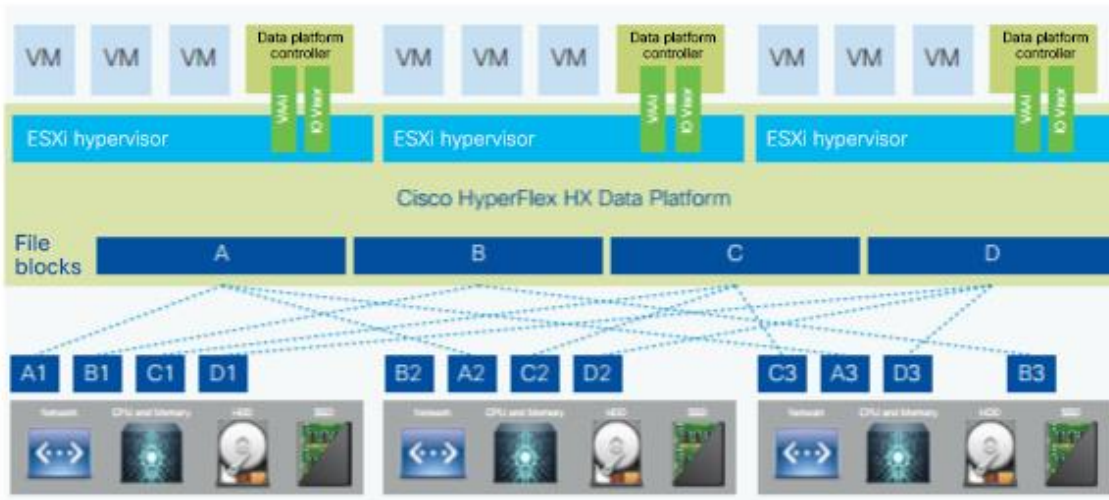 VM VM VM Data platform controller VM VM VM Data platform controller VM VM VM Data platform controller
VAAI IO Visor VAAI IO Visor VAAI IO Visor
ESXi hypervisor ESXi hypervisor ESXi hypervisor
Cisco HyperFlex HX Data Platform
File blocks A B C D
A1 B1 C1 D1 B2 A2 C2 D2 C3 A3 D3 B3
Network CPU and Memory HDD SSD Network CPU and Memory HDD SSD Network CPU and Memory HDD SSD